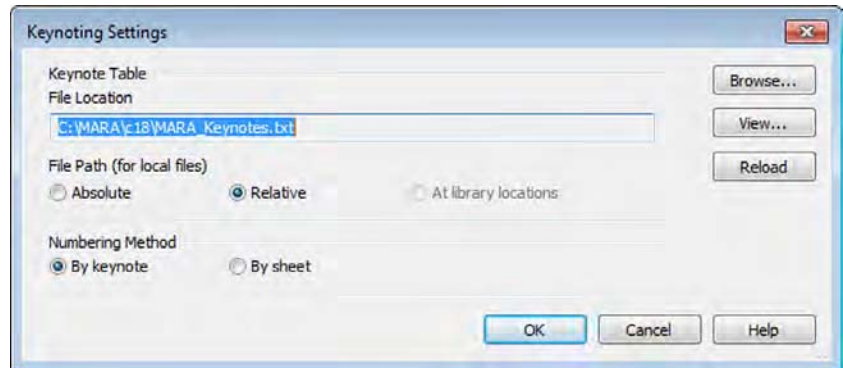 Keynoting Settings
Keynote Table
Browse...
File Location
C:\MARA\c18\MARA_Keynotes.txt
View...
File Path (for local files)
Reload
Absolute Relative At library locations
Numbering Method
By keynote By sheet
OK Cancel Help